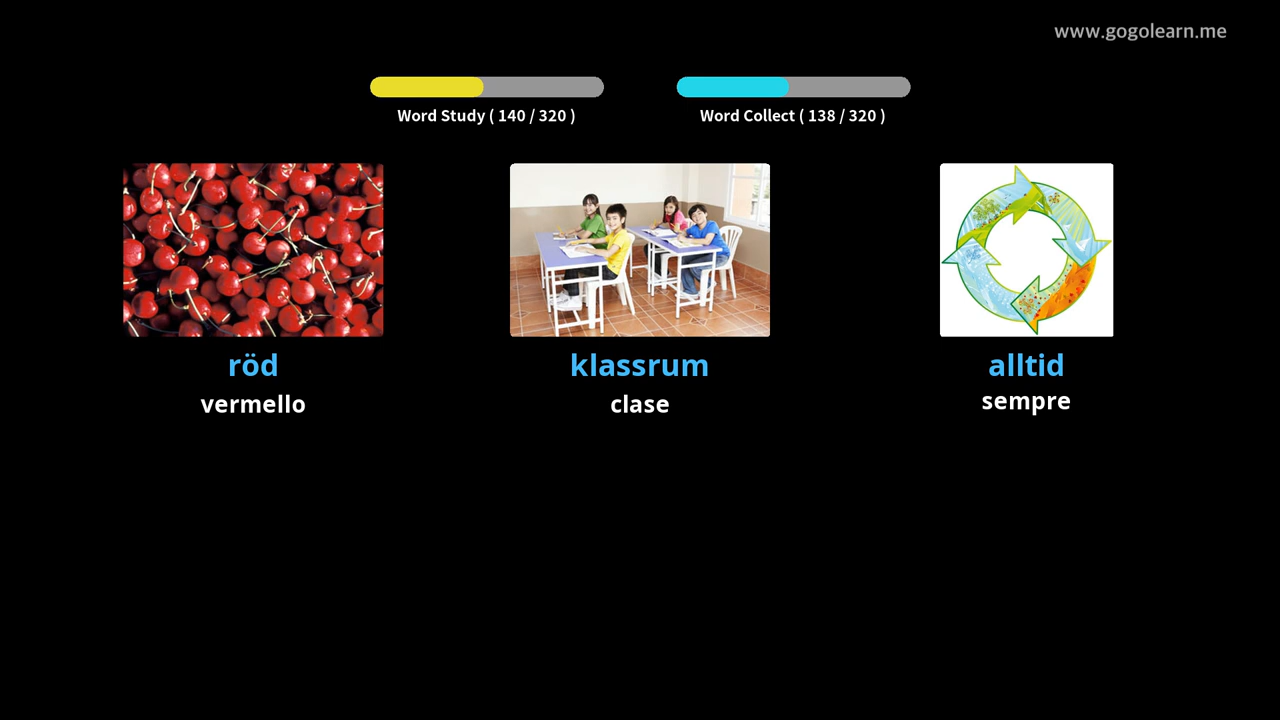 www.gogolearn.me
Word Study ( 140 / 320 )
Word Collect ( 138 / 320 )
röd
klassrum
alltid
vermello
clase
sempre